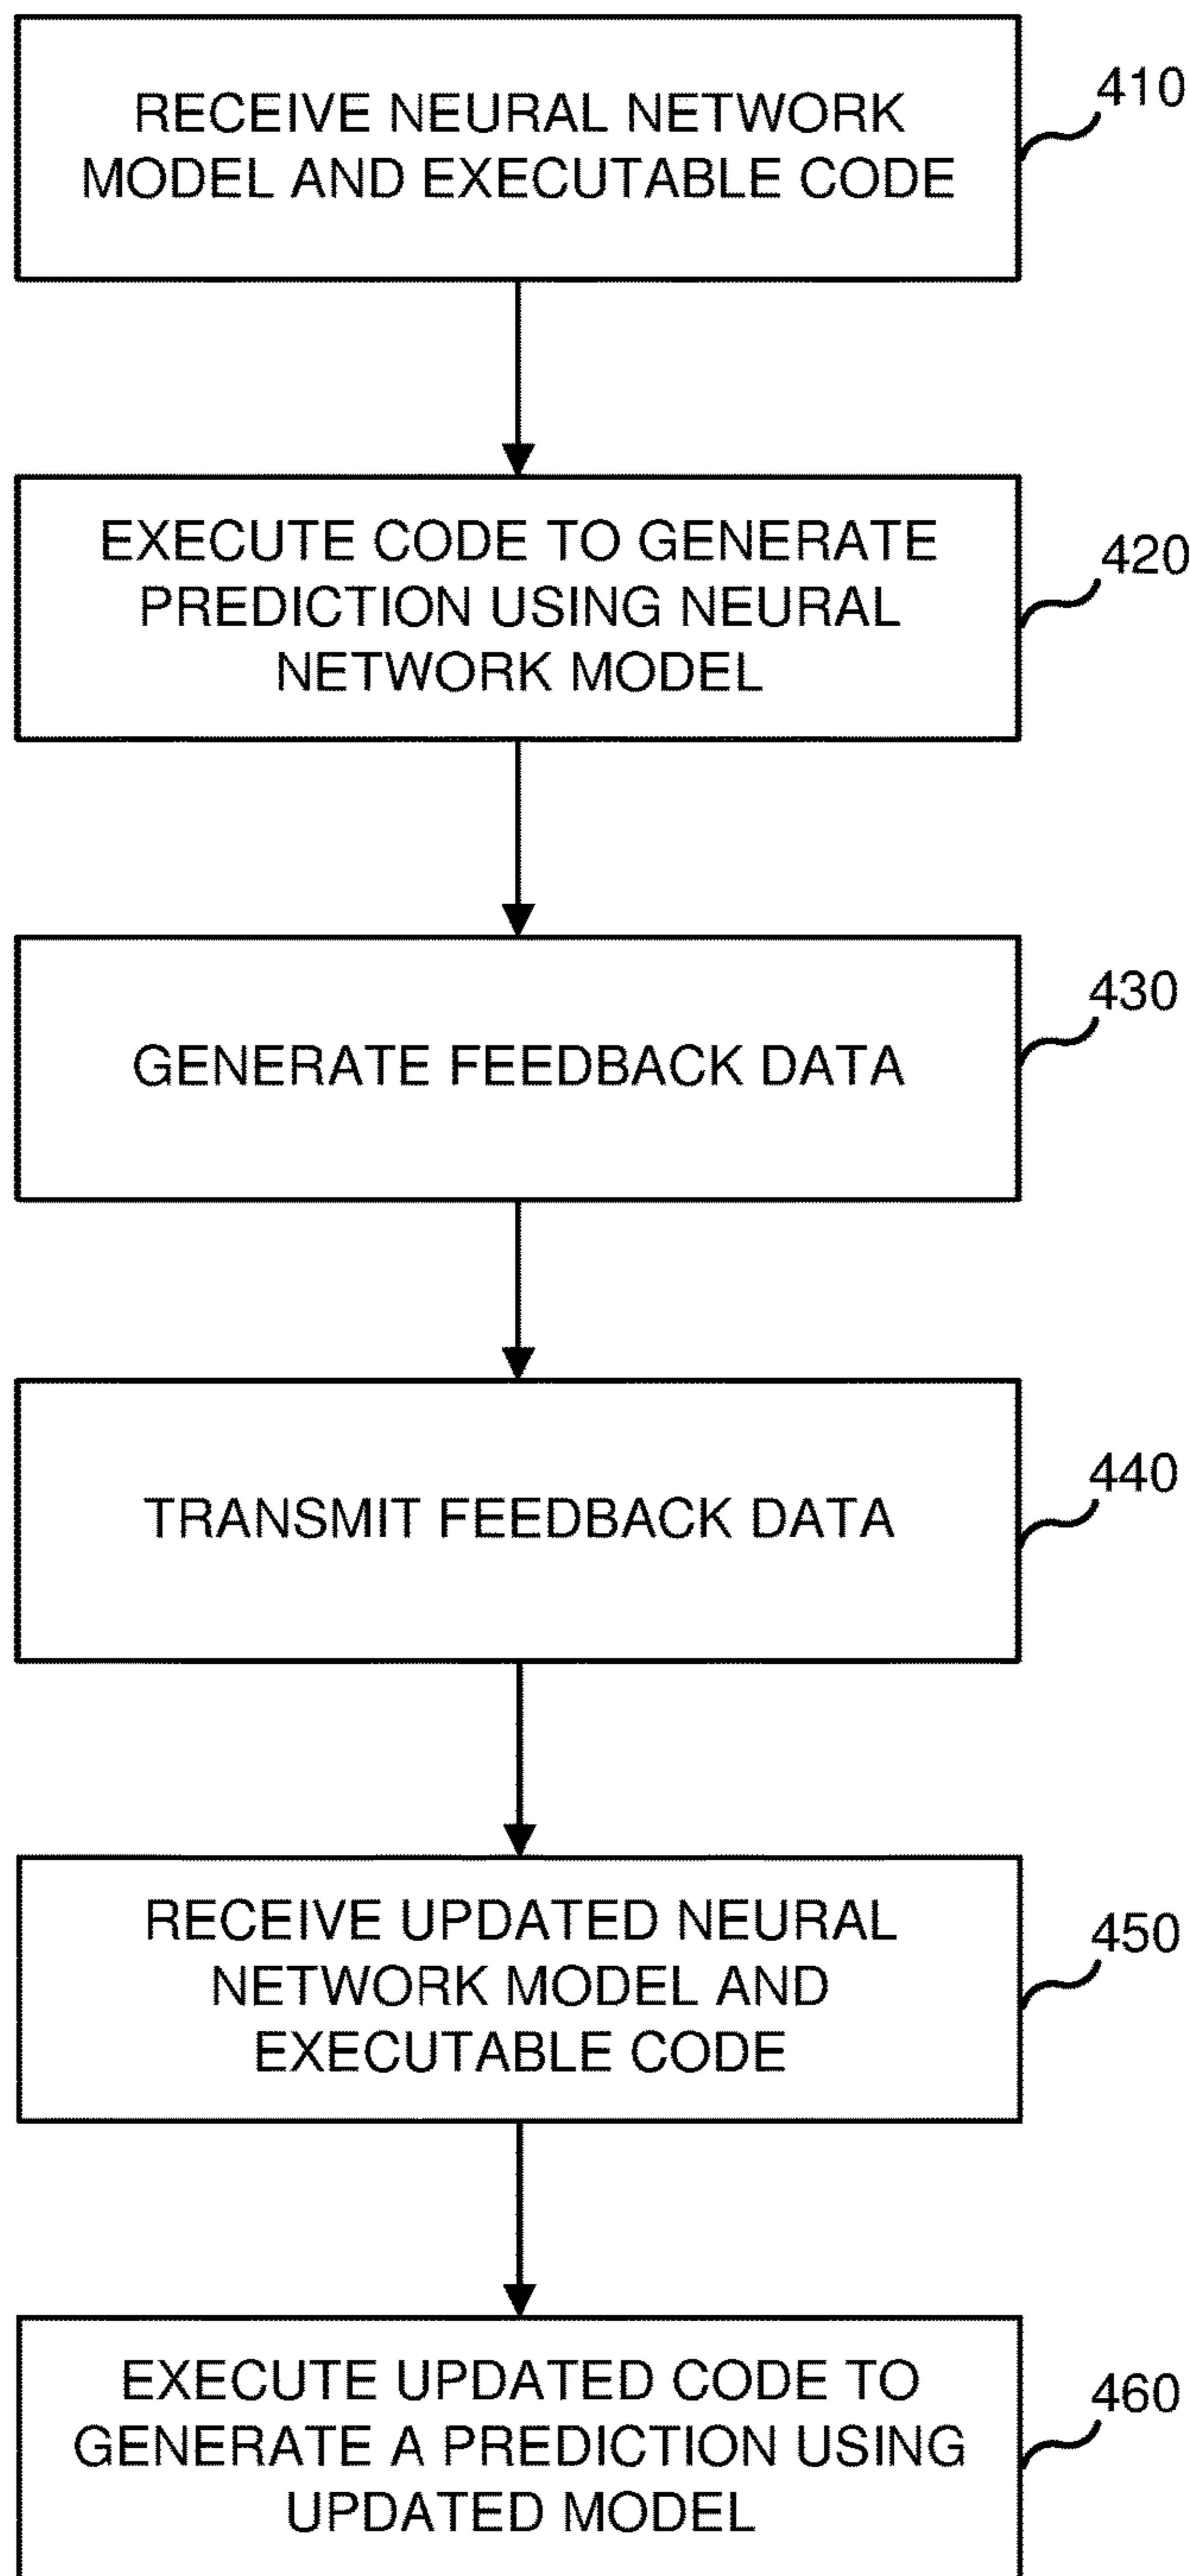 RECEIVE NEURAL NETWORK
MODEL AND EXECUTABLE CODE
410
EXECUTE CODE TO GENERATE
PREDICTION USING NEURAL
NETWORK MODEL
420
GENERATE FEEDBACK DATA
430
TRANSMIT FEEDBACK DATA
440
RECEIVE UPDATED NEURAL
NETWORK MODEL AND
EXECUTABLE CODE
450
EXECUTE UPDATED CODE TO
GENERATE A PREDICTION USING
UPDATED MODEL
460